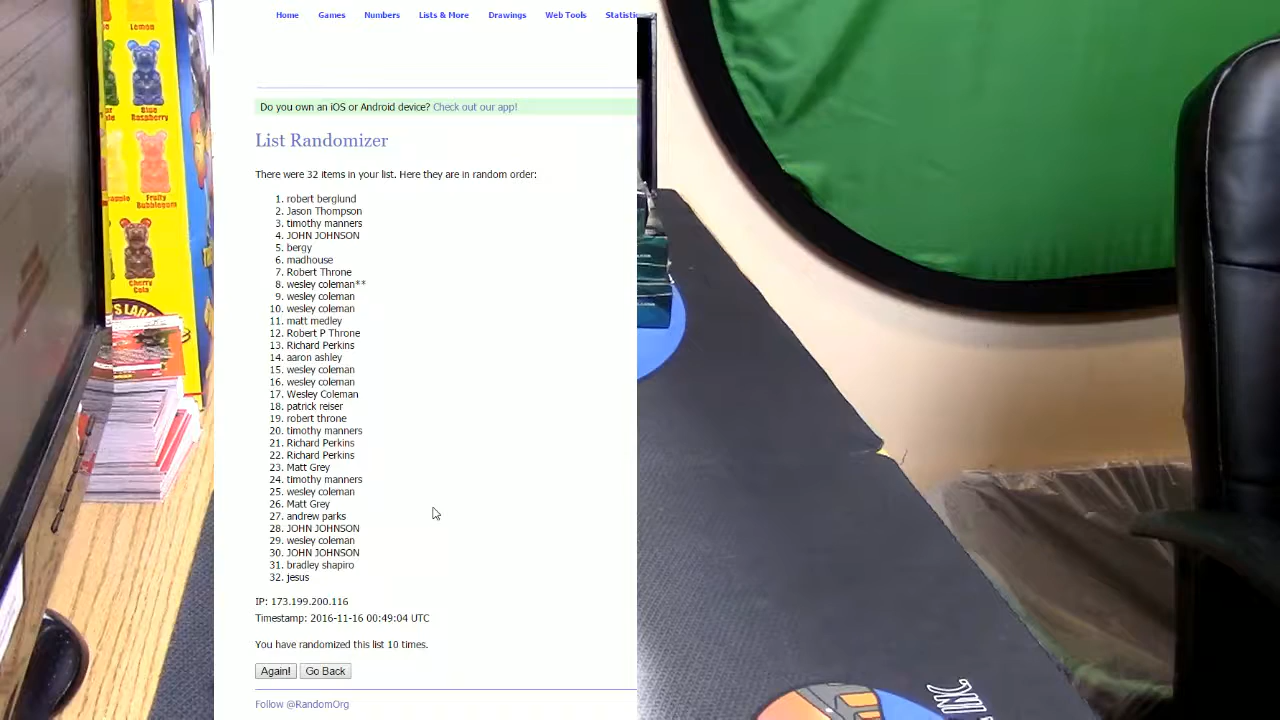 Home Games Numbers Lists & More Drawings Web Tools
Do you own an iOS or Android device? Check out our app!
List Randomizer
There were 32 items in your list. Here they are in random order:
1. robert berglund
2. Jason Thompson
3. timothy manners
4. JOHN JOHNSON
5. bergy
6. madhouse
7. Robert Throne
8. wesley coleman**
9. wesley coleman
10. wesley coleman
11. matt medley
12. Robert P Throne
13. Richard Perkins
14. aaron ashley
15. wesley coleman
16. wesley coleman
17. Wesley Coleman
18. patrick reiser
19. robert throne
20. timothy manners
21. Richard Perkins
22. Richard Perkins
23. Matt Grey
24. timothy manners
25. wesley coleman
26. Matt Grey
27. andrew parks
28. JOHN JOHNSON
29. wesley coleman
30. JOHN JOHNSON
31. bradley shapiro
32. jesus
IP: 173.199.200.116
Timestamp: 2016-11-16 00:49:04 UTC
You have randomized this list 10 times.
Again! Go Back
Follow @RandomOrg
Lemon
Blue
Raspberry
Fruity
Bubblegum
Cherry
Cola
INC